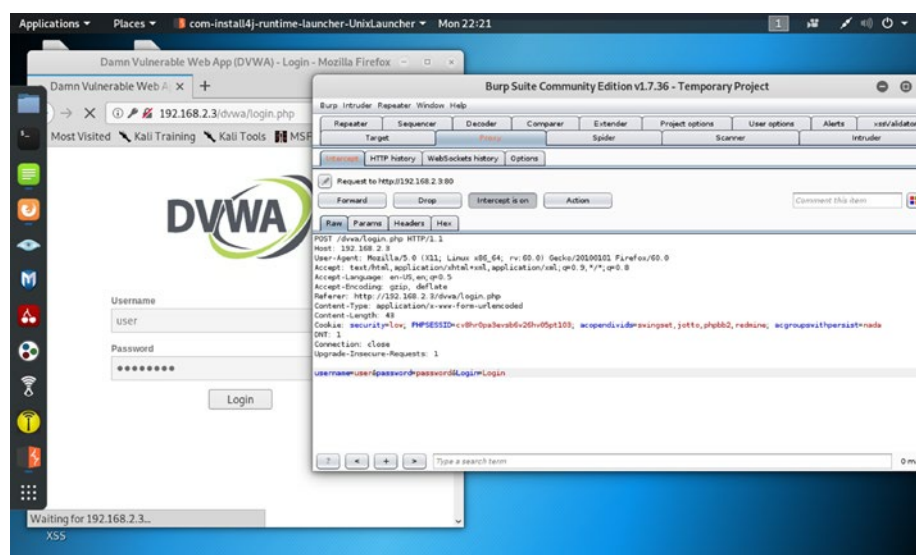 Applications ▾ Places ▾ com-install4j-runtime-launcher-UnixLauncher ▾ Mon 22:21 1
Damn Vulnerable Web App (DVWA) - Login - Mozilla Firefox
Damn Vulnerable Web A × +
192.168.2.3/dvwa/login.php
Most Visited Kali Training Kali Tools MSF
DVWA
Username
user
Password
Login
Waiting for 192.168.2.3...
XSS
Burp Suite Community Edition v1.7.36 - Temporary Project
Burp Intruder Repeater Window Help
Repeater Sequencer Decoder Comparer Extender Project options User options Alerts xssValidator
Target Proxy Spider Scanner Intruder
Intercept HTTP history WebSockets history Options
Request to http://192.168.2.3:80
Forward Drop Intercept is on Action Comment this item
Raw Params Headers Hex
POST /dvwa/login.php HTTP/1.1
Host: 192.168.2.3
User-Agent: Mozilla/5.0 (X11; Linux x86_64; rv:60.0) Gecko/20100101 Firefox/60.0
Accept: text/html,application/xhtml+xml,application/xml;q=0.9,*/*;q=0.8
Accept-Language: en-US,en;q=0.5
Accept-Encoding: gzip, deflate
Referer: http://192.168.2.3/dvwa/login.php
Content-Type: application/x-www-form-urlencoded
Content-Length: 43
Cookie: security=low; PHPSESSID=cv8hr0pa3evsb6v26hv05pt103; acopendivids=swingset,jotto,phpbb2,redmine; acgroupswithpersist=nada
DNT: 1
Connection: close
Upgrade-Insecure-Requests: 1
username=user&password=password&Login=Login
? < + > Type a search term